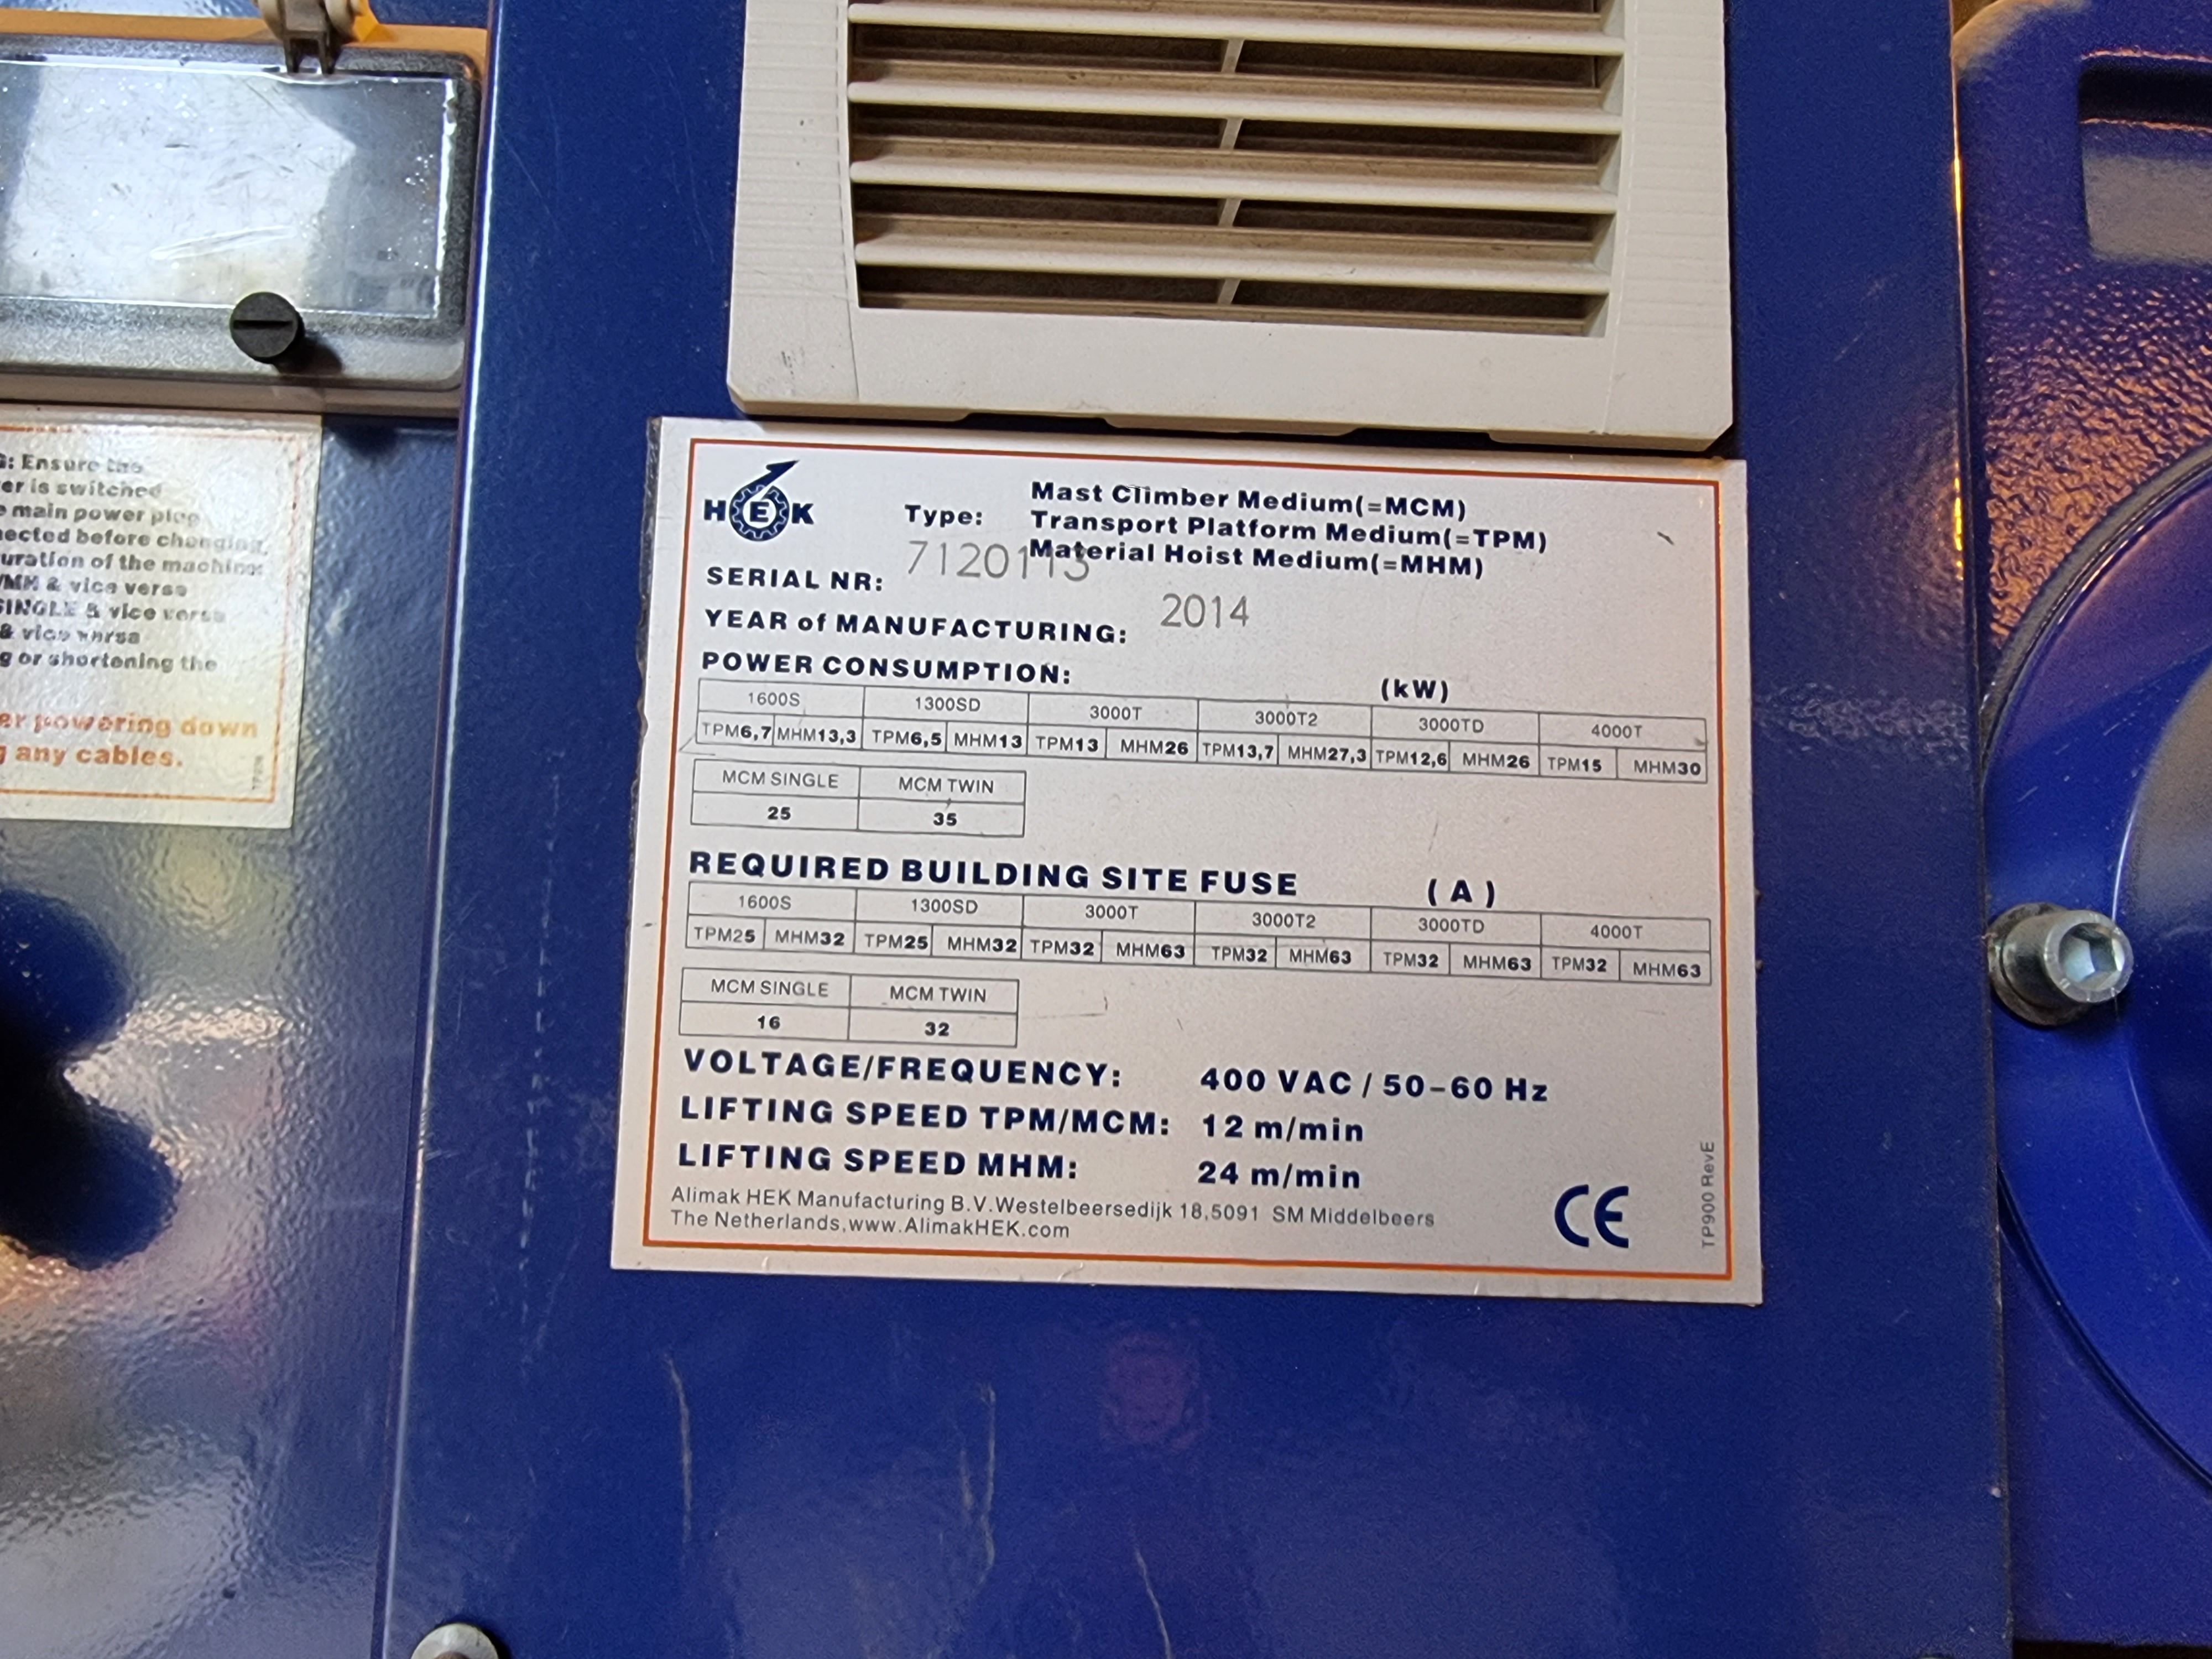 G: Ensure the
er is switched
e main power plug
nected before changing
uration of the machine:
/MM & vice versa
SINGLE & vice versa
& vice versa
g or shortening the
er powering down
g any cables.
HEK
Type:
Mast Climber Medium(=MCM)
Transport Platform Medium(=TPM)
Material Hoist Medium(=MHM)
SERIAL NR: 7120113
YEAR of MANUFACTURING: 2014
POWER CONSUMPTION: (kW)
1600S 1300SD 3000T 3000T2 3000TD 4000T
TPM6,7 MHM13,3 TPM6,5 MHM13 TPM13 MHM26 TPM13,7 MHM27,3 TPM12,6 MHM26 TPM15 MHM30
MCM SINGLE MCM TWIN
25 35
REQUIRED BUILDING SITE FUSE (A)
1600S 1300SD 3000T 3000T2 3000TD 4000T
TPM25 MHM32 TPM25 MHM32 TPM32 MHM63 TPM32 MHM63 TPM32 MHM63 TPM32 MHM63
MCM SINGLE MCM TWIN
16 32
VOLTAGE/FREQUENCY: 400 VAC / 50-60 Hz
LIFTING SPEED TPM/MCM: 12 m/min
LIFTING SPEED MHM: 24 m/min
Alimak HEK Manufacturing B.V.Westelbeersedijk 18,5091 SM Middelbeers
The Netherlands,www.AlimakHEK.com
CE
TP900 RevE